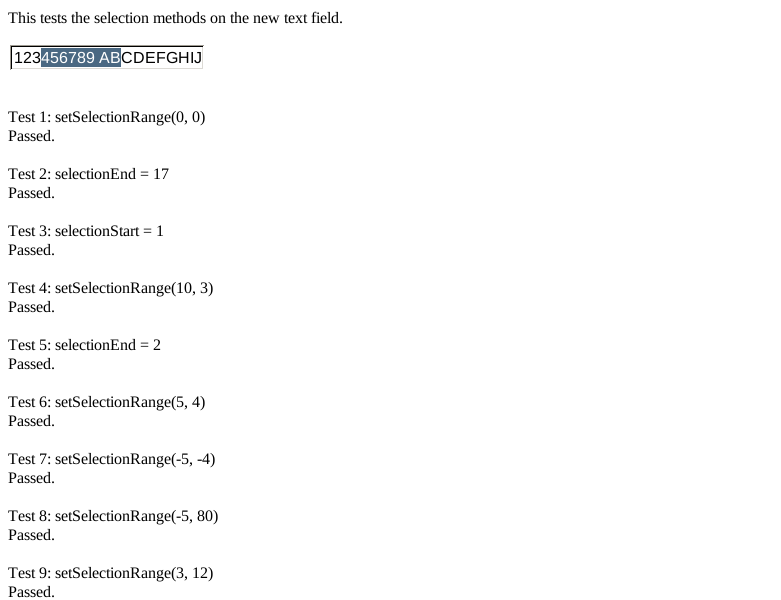 This tests the selection methods on the new text field.
123456789 ABCDEFGHIJ
Test 1: setSelectionRange(0, 0)
Passed.
Test 2: selectionEnd = 17
Passed.
Test 3: selectionStart = 1
Passed.
Test 4: setSelectionRange(10, 3)
Passed.
Test 5: selectionEnd = 2
Passed.
Test 6: setSelectionRange(5, 4)
Passed.
Test 7: setSelectionRange(-5, -4)
Passed.
Test 8: setSelectionRange(-5, 80)
Passed.
Test 9: setSelectionRange(3, 12)
Passed.